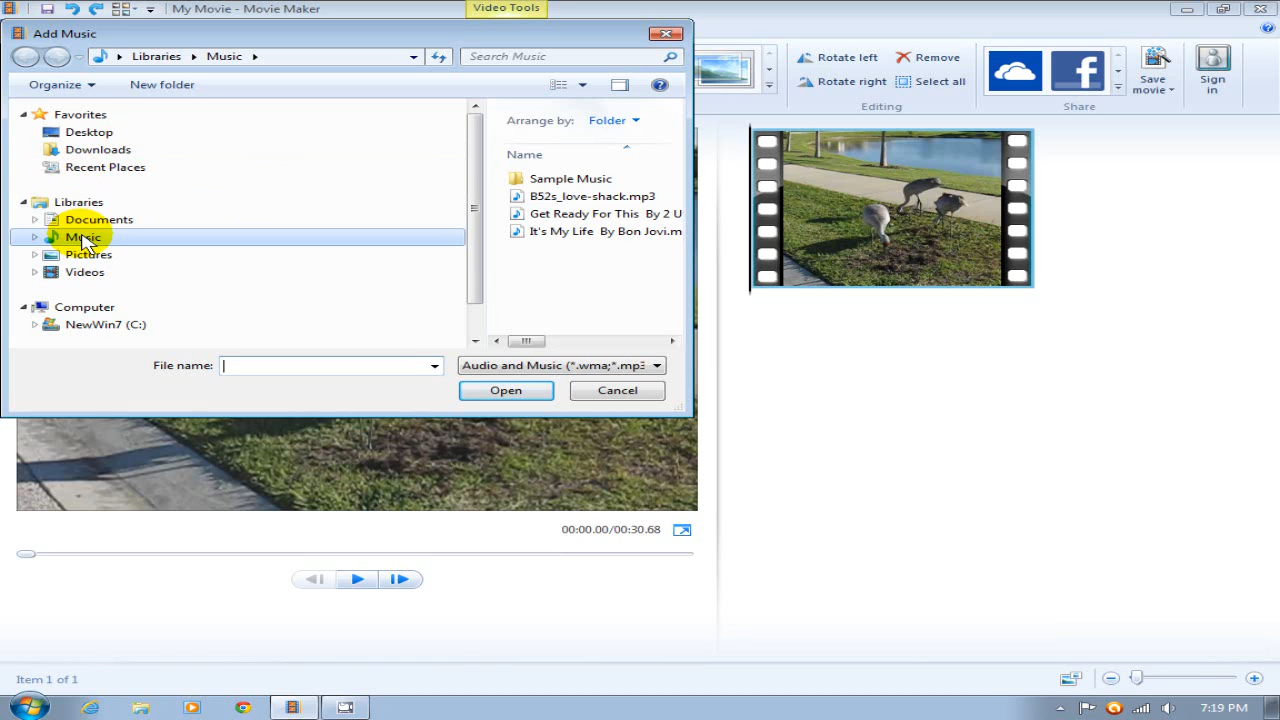 My Movie - Movie Maker
Video Tools
Add Music
Libraries
Music
Search Music
Organize
New folder
Favorites
Desktop
Downloads
Recent Places
Libraries
Documents
Music
Pictures
Videos
Computer
NewWin7 (C:)
Arrange by: Folder
Name
Sample Music
B52s_love-shack.mp3
Get Ready For This By 2 U
It's My Life By Bon Jovi.m
File name:
Audio and Music (*.wma;*.mp3
Open
Cancel
Rotate left
Remove
Rotate right
Select all
Editing
Share
Save movie
Sign in
00:00.00/00:30.68
Item 1 of 1
7:19 PM